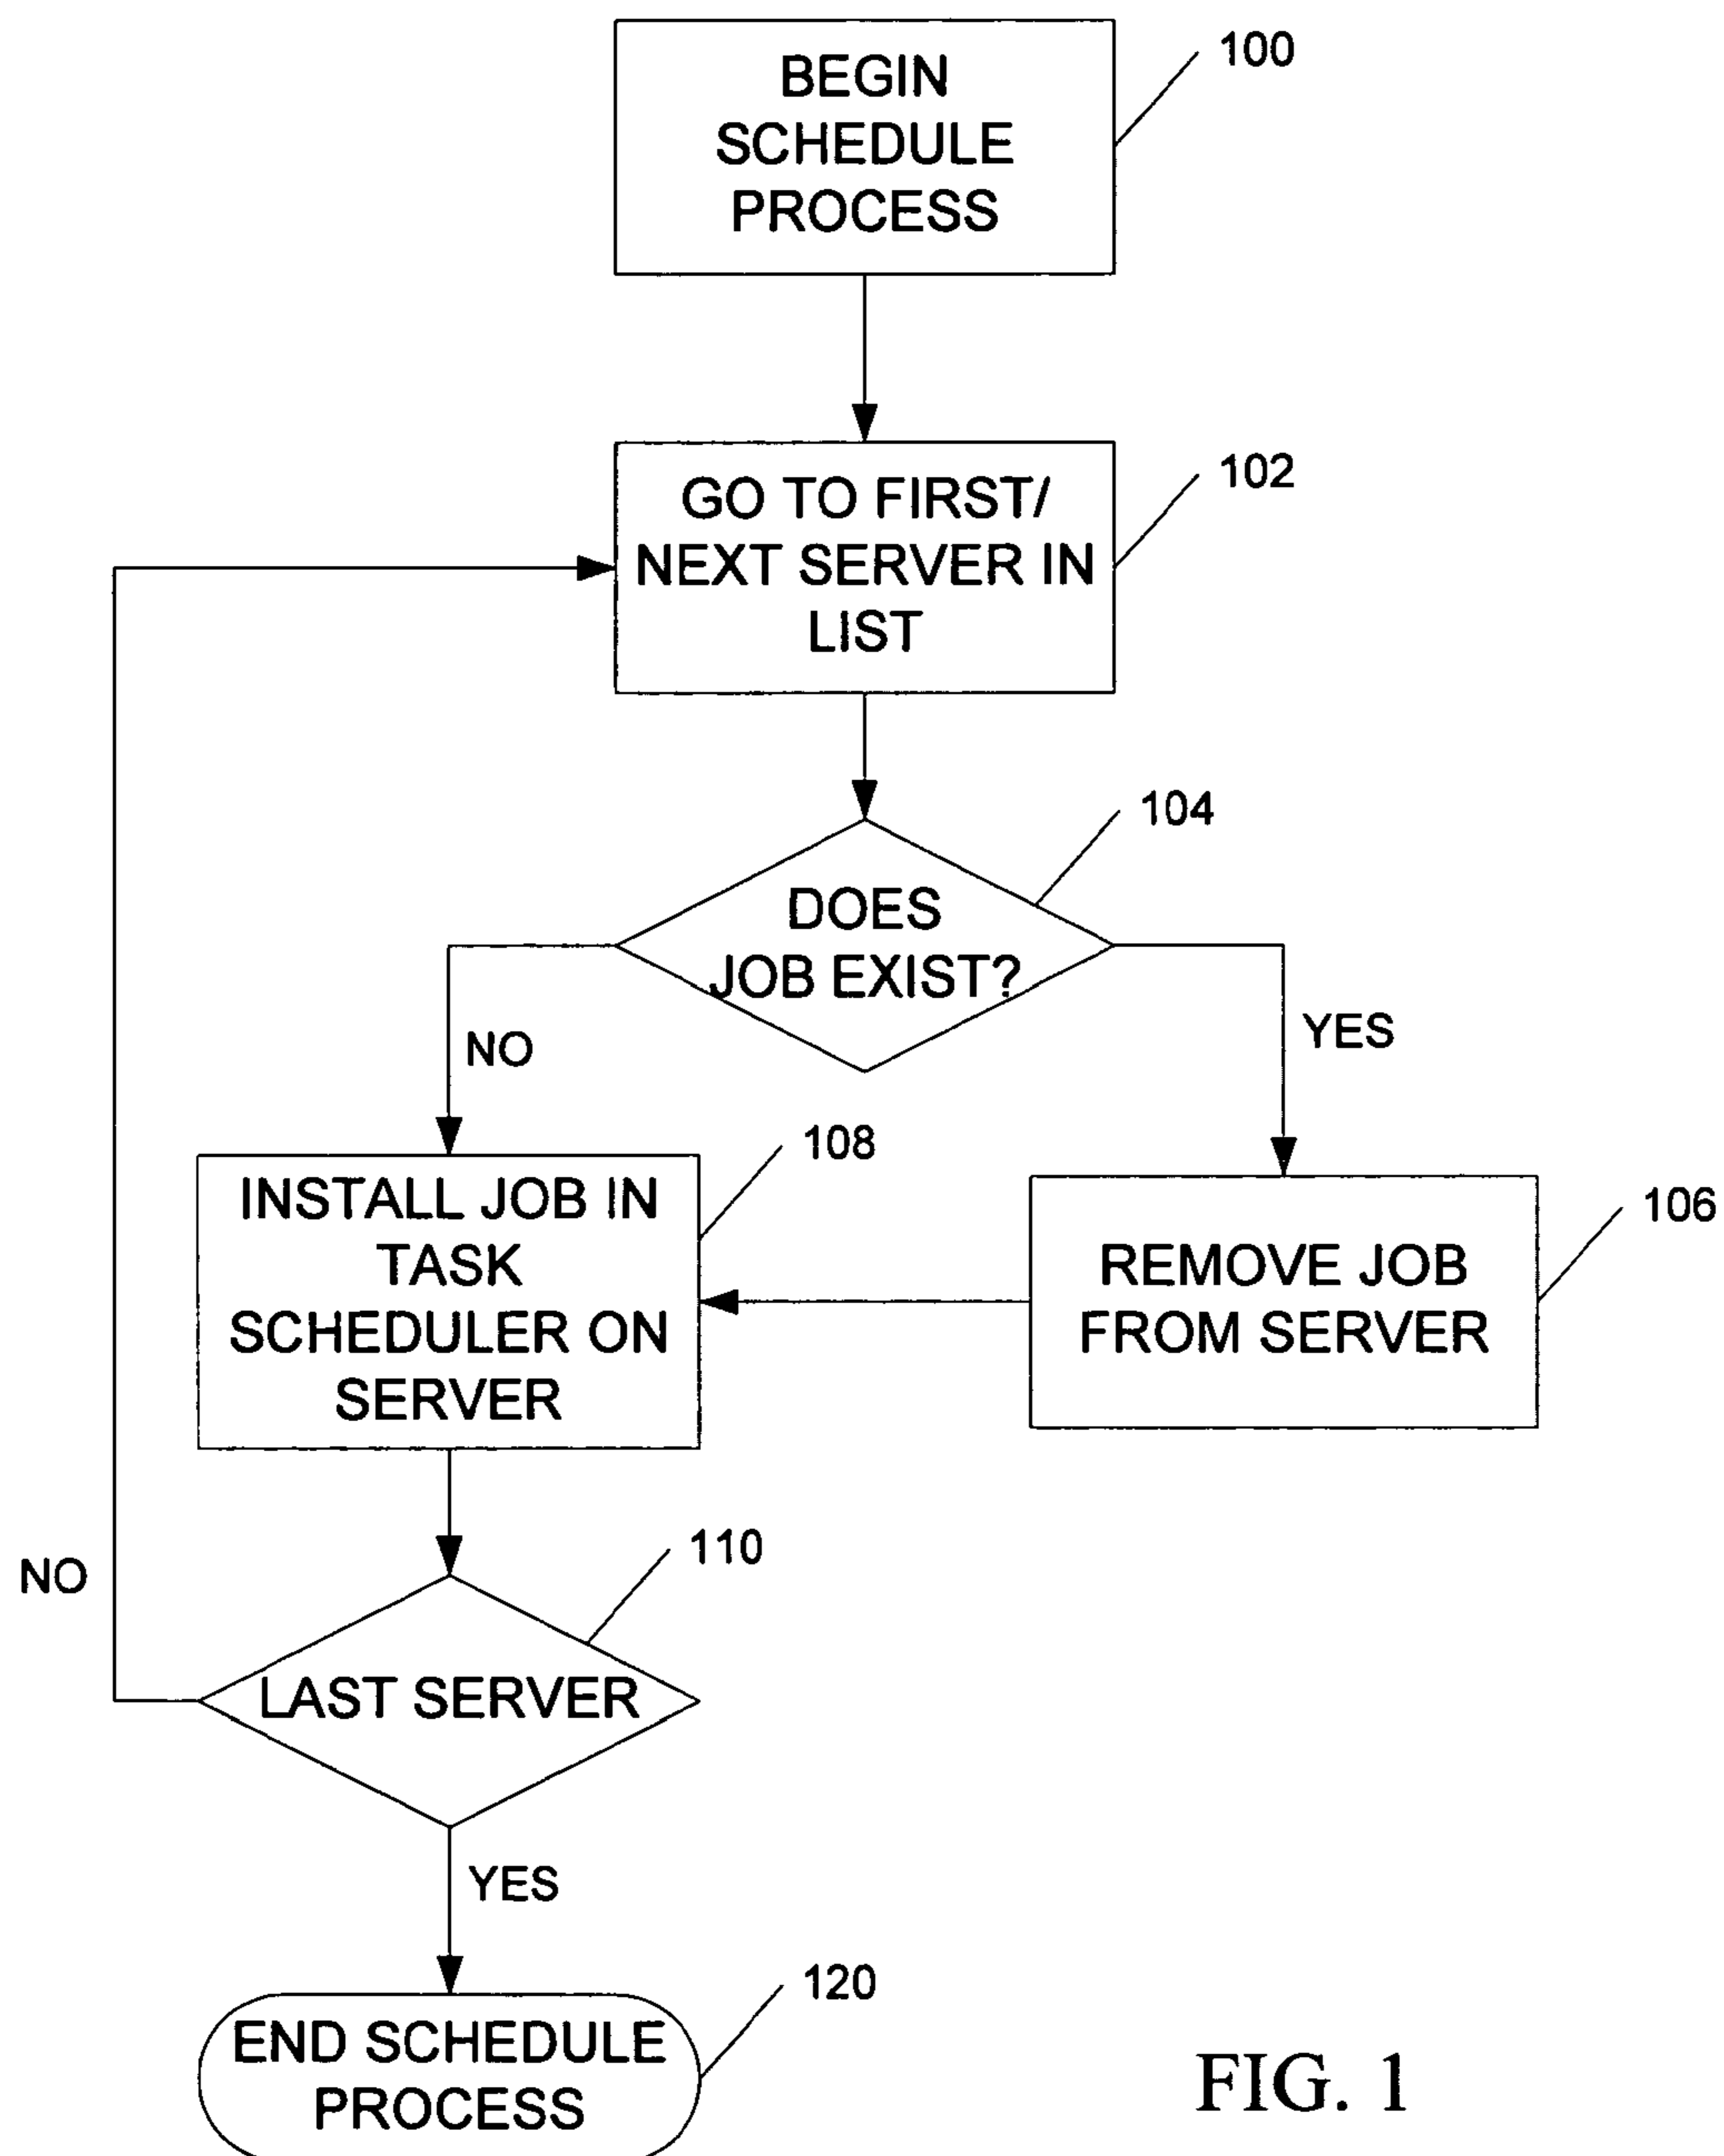 BEGIN
SCHEDULE
PROCESS
100
GO TO FIRST/
NEXT SERVER IN
LIST
102
DOES
JOB EXIST?
104
NO
YES
INSTALL JOB IN
TASK
SCHEDULER ON
SERVER
108
REMOVE JOB
FROM SERVER
106
LAST SERVER
110
NO
YES
END SCHEDULE
PROCESS
120
FIG. 1